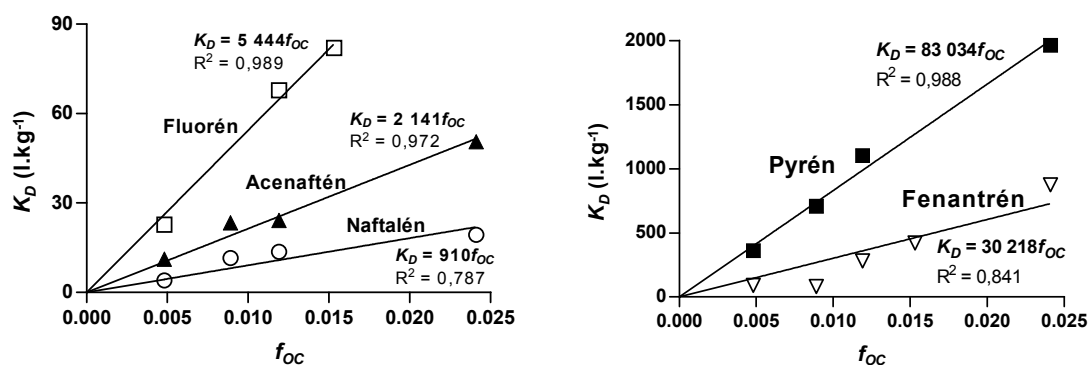 90
60
30
0
K_D (l.kg⁻¹)
K_D = 5 444f_OC
R² = 0,989
Fluorén
K_D = 2 141f_OC
R² = 0,972
Acenaftén
Naftalén
K_D = 910f_OC
R² = 0,787
0.000 0.005 0.010 0.015 0.020 0.025
f_OC
2000
1500
1000
500
0
K_D (l.kg⁻¹)
K_D = 83 034f_OC
R² = 0,988
Pyrén
Fenantrén
K_D = 30 218f_OC
R² = 0,841
0.000 0.005 0.010 0.015 0.020 0.025
f_OC